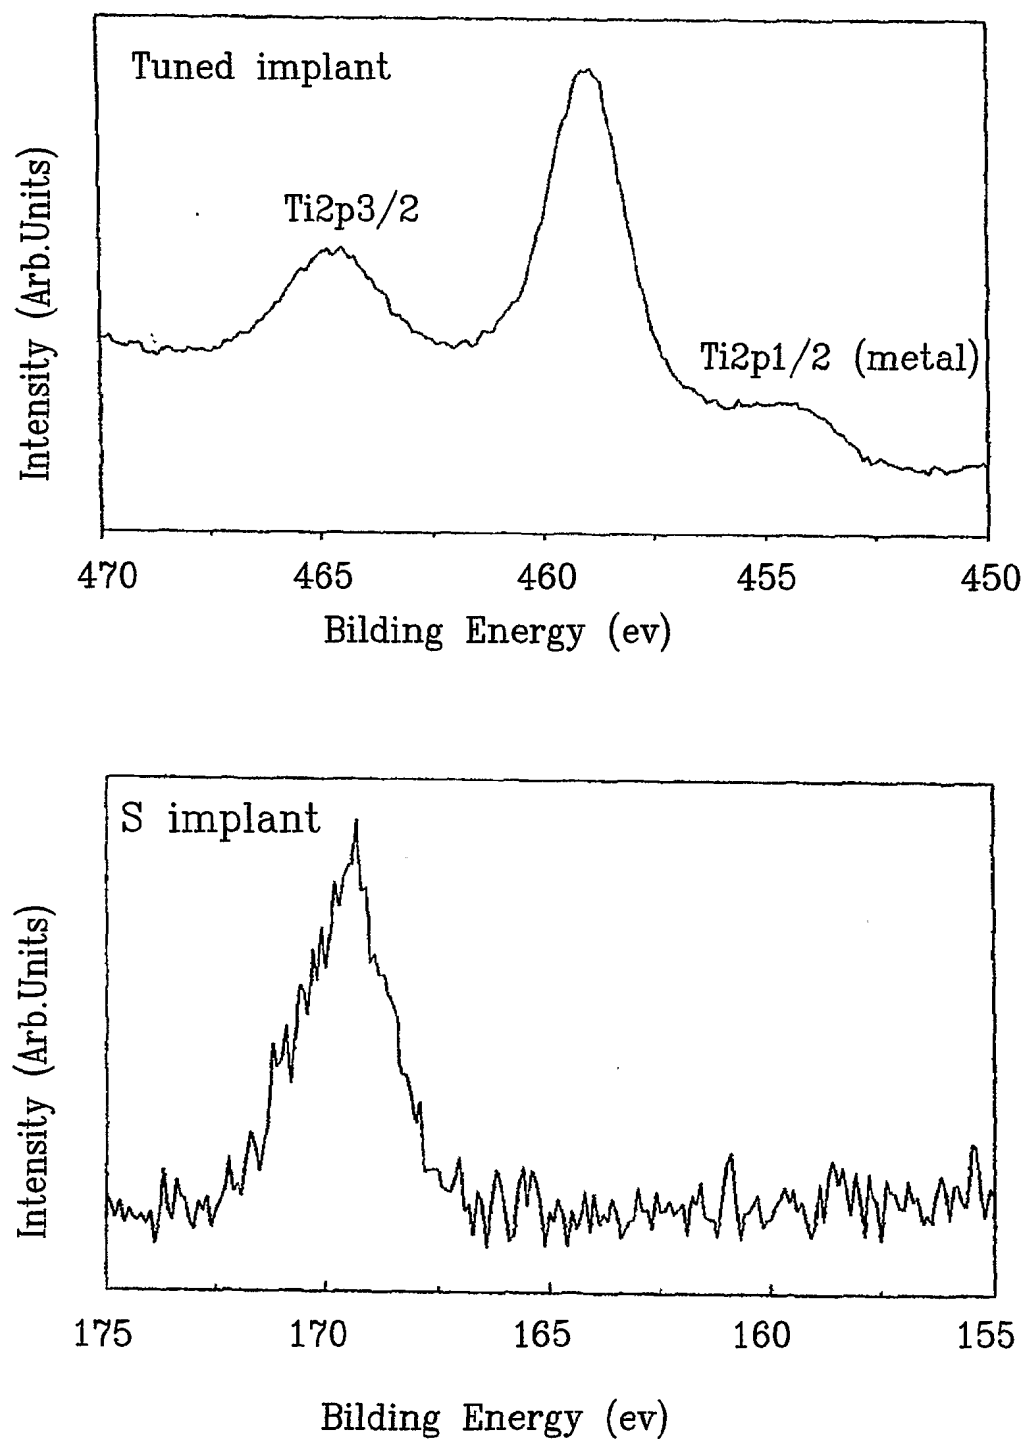 Tuned implant
Intensity (Arb.Units)
Ti2p3/2
Ti2p1/2 (metal)
470 465 460 455 450
Bilding Energy (ev)
S implant
Intensity (Arb.Units)
175 170 165 160 155
Bilding Energy (ev)